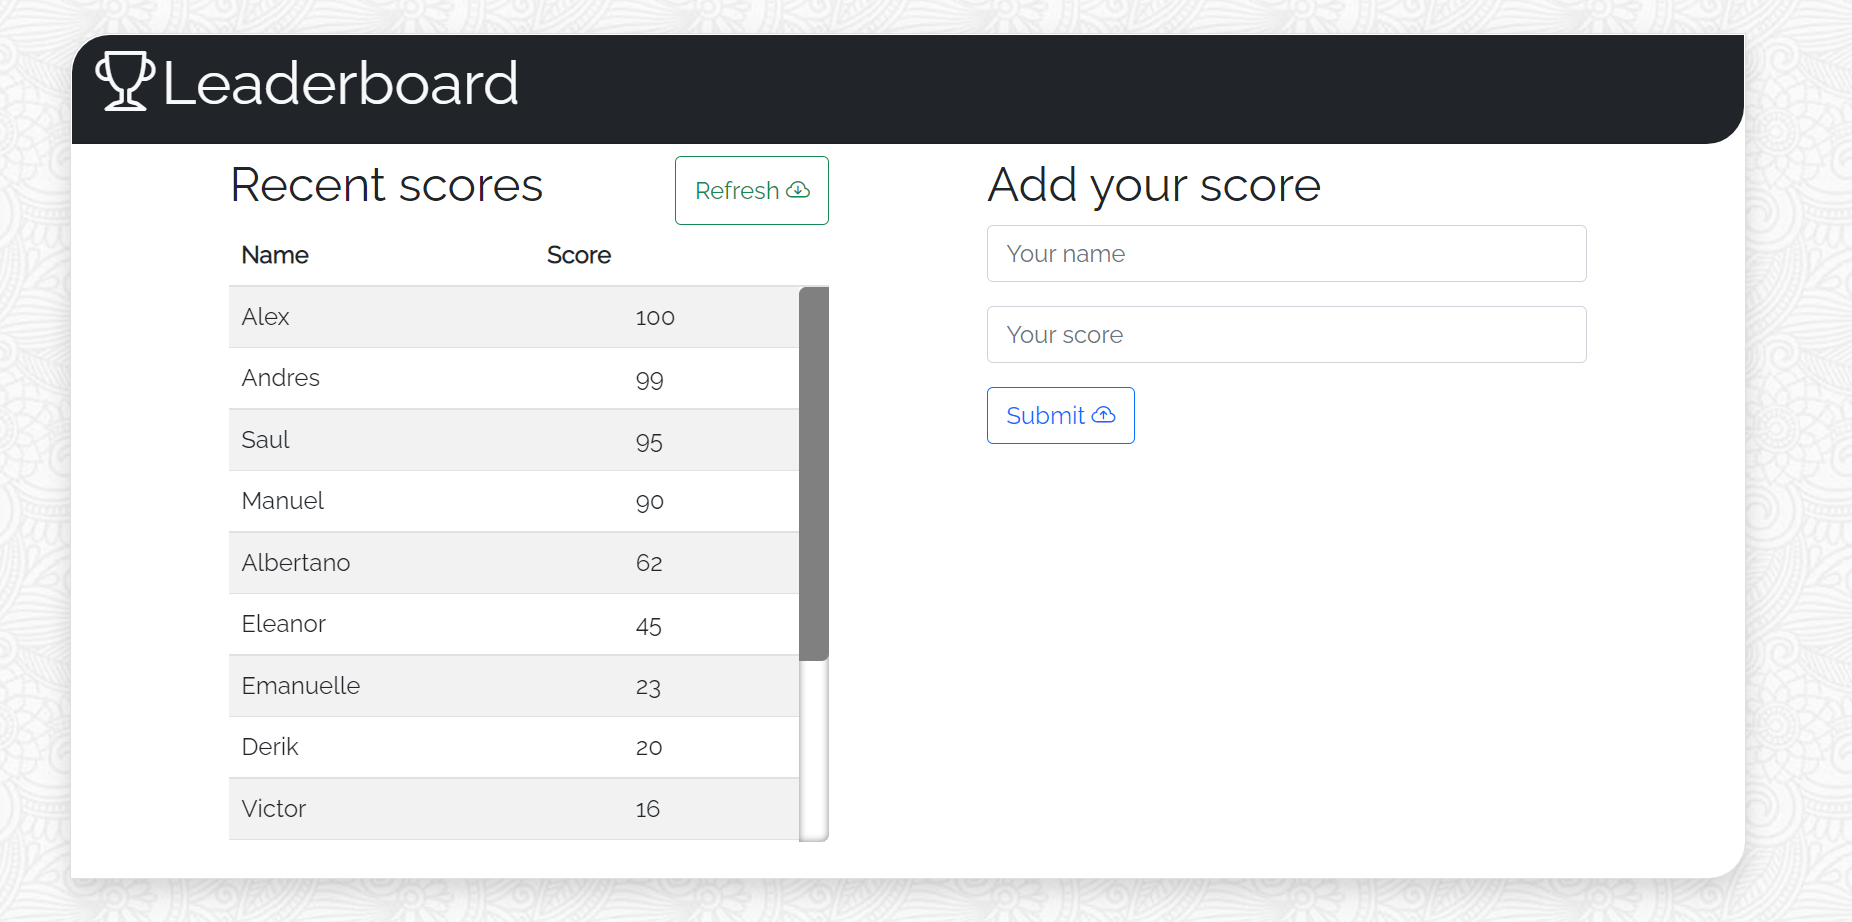 Leaderboard
Recent scores
Refresh
Name Score
Alex 100
Andres 99
Saul 95
Manuel 90
Albertano 62
Eleanor 45
Emanuelle 23
Derik 20
Victor 16
Add your score
Your name
Your score
Submit